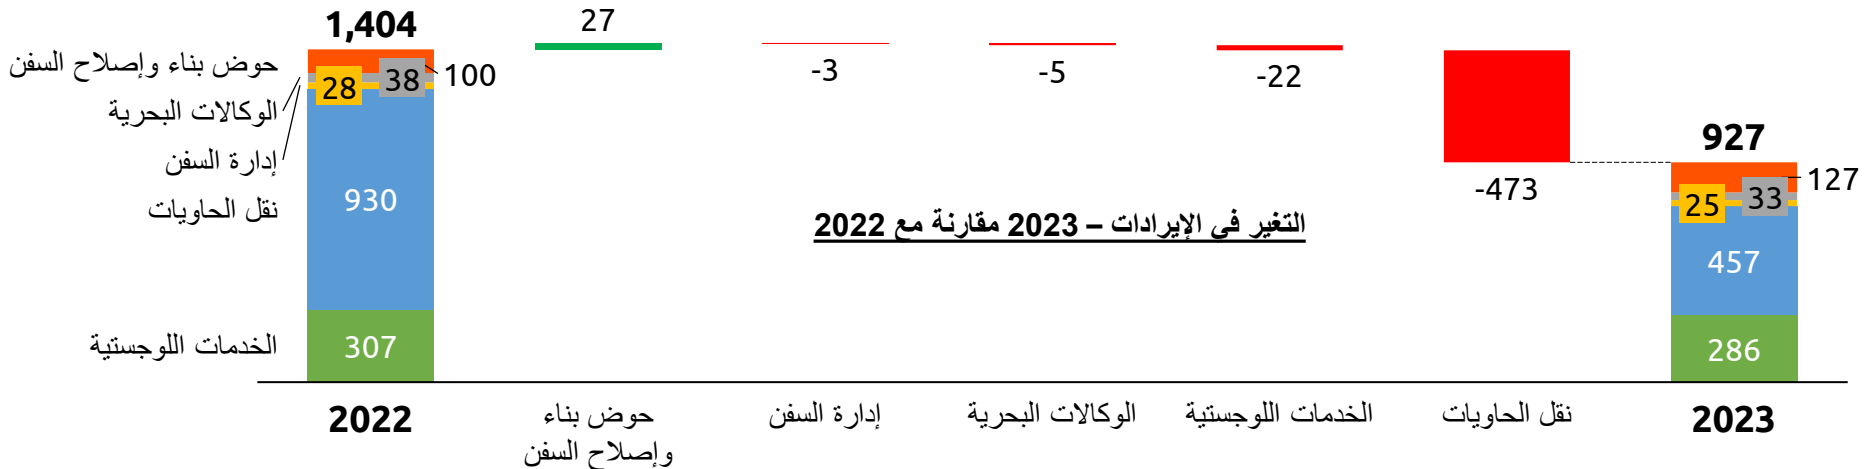 1,404
27
-3
-5
-22
-473
927
حوض بناء وإصلاح السفن
الوكالات البحرية
إدارة السفن
نقل الحاويات
الخدمات اللوجستية
100
38
28
930
307
التغير في الإيرادات – 2023 مقارنة مع 2022
127
33
25
457
286
2022
حوض بناء
وإصلاح السفن
إدارة السفن
الوكالات البحرية
الخدمات اللوجستية
نقل الحاويات
2023